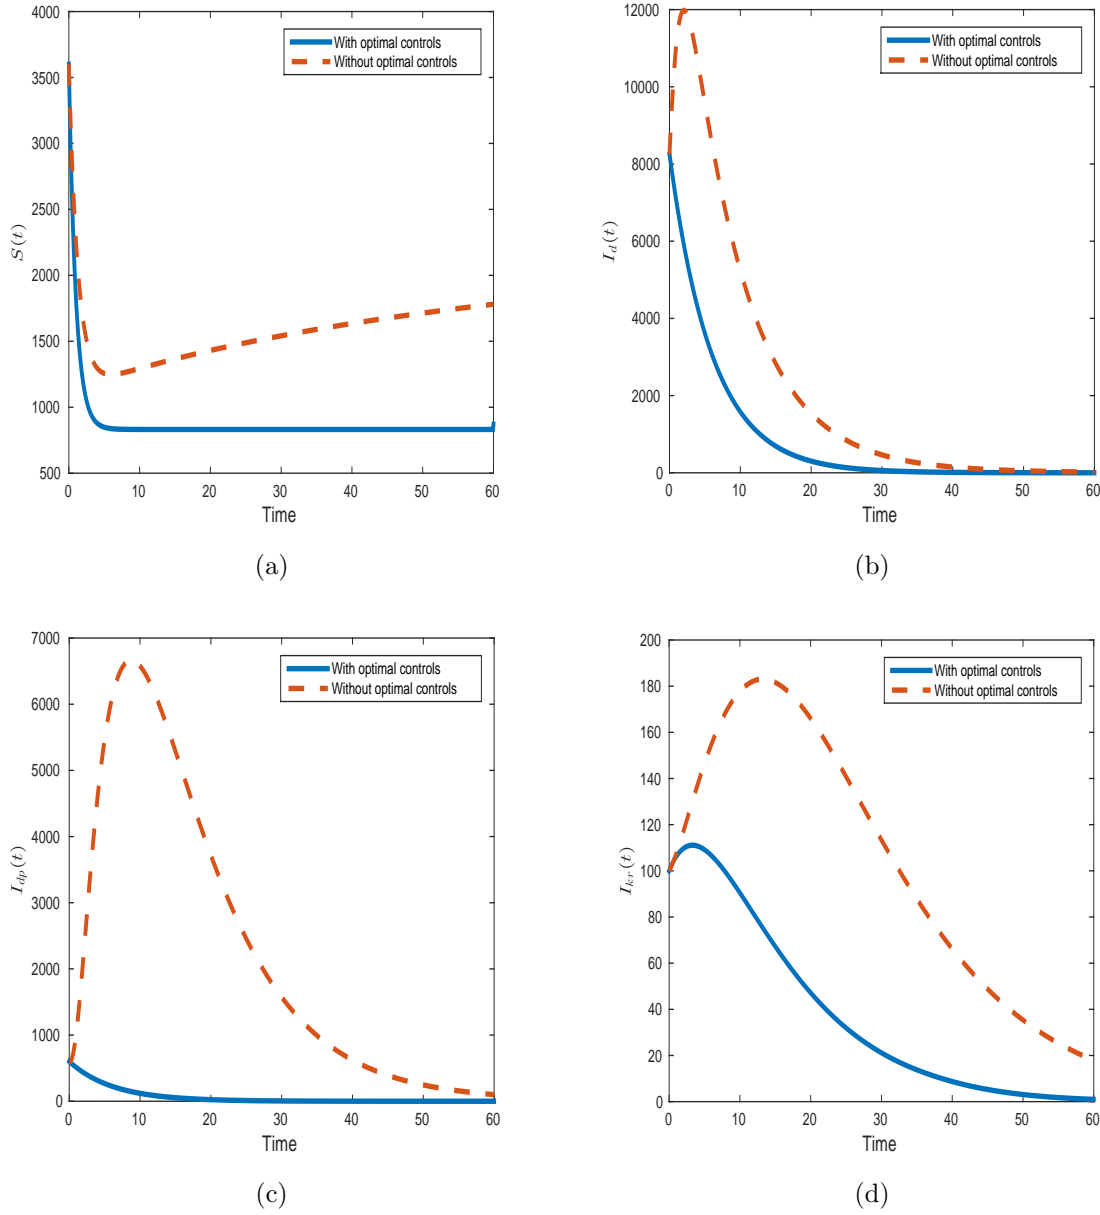 4000
3500
3000
2500
2000
1500
1000
500
S(t)
0 10 20 30 40 50 60
Time
With optimal controls
Without optimal controls
(a)
12000
10000
8000
6000
4000
2000
0
I_d(t)
0 10 20 30 40 50 60
Time
With optimal controls
Without optimal controls
(b)
7000
6000
5000
4000
3000
2000
1000
0
I_{dp}(t)
0 10 20 30 40 50 60
Time
With optimal controls
Without optimal controls
(c)
200
180
160
140
120
100
80
60
40
20
0
I_{kr}(t)
0 10 20 30 40 50 60
Time
With optimal controls
Without optimal controls
(d)